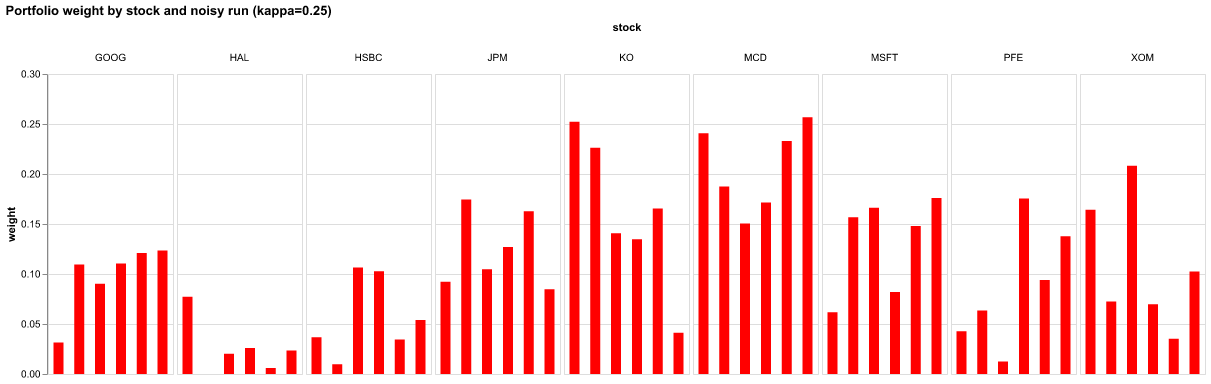 Portfolio weight by stock and noisy run (kappa=0.25)
stock
GOOG HAL HSBC JPM KO MCD MSFT PFE XOM
0.30
0.25
0.20
0.15
0.10
0.05
0.00
weight